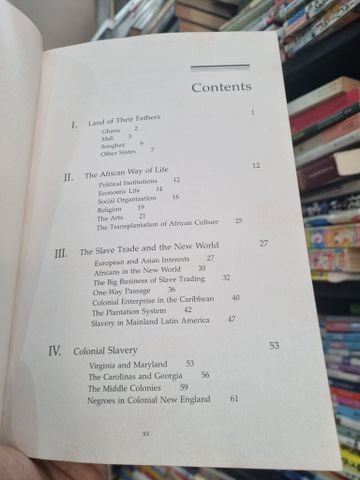 Contents
I. Land of Their Fathers 1
Ghana 2
Mali 3
Songhay 6
Other States 7
II. The African Way of Life 12
Political Institutions 12
Economic Life 14
Social Organization 16
Religion 19
The Arts 21
The Transplantation of African Culture 25
III. The Slave Trade and the New World 27
European and Asian Interests 27
Africans in the New World 30
The Big Business of Slave Trading 32
One-Way Passage 36
Colonial Enterprise in the Caribbean 40
The Plantation System 42
Slavery in Mainland Latin America 47
IV. Colonial Slavery 53
Virginia and Maryland 53
The Carolinas and Georgia 56
The Middle Colonies 59
Negroes in Colonial New England 61
xv